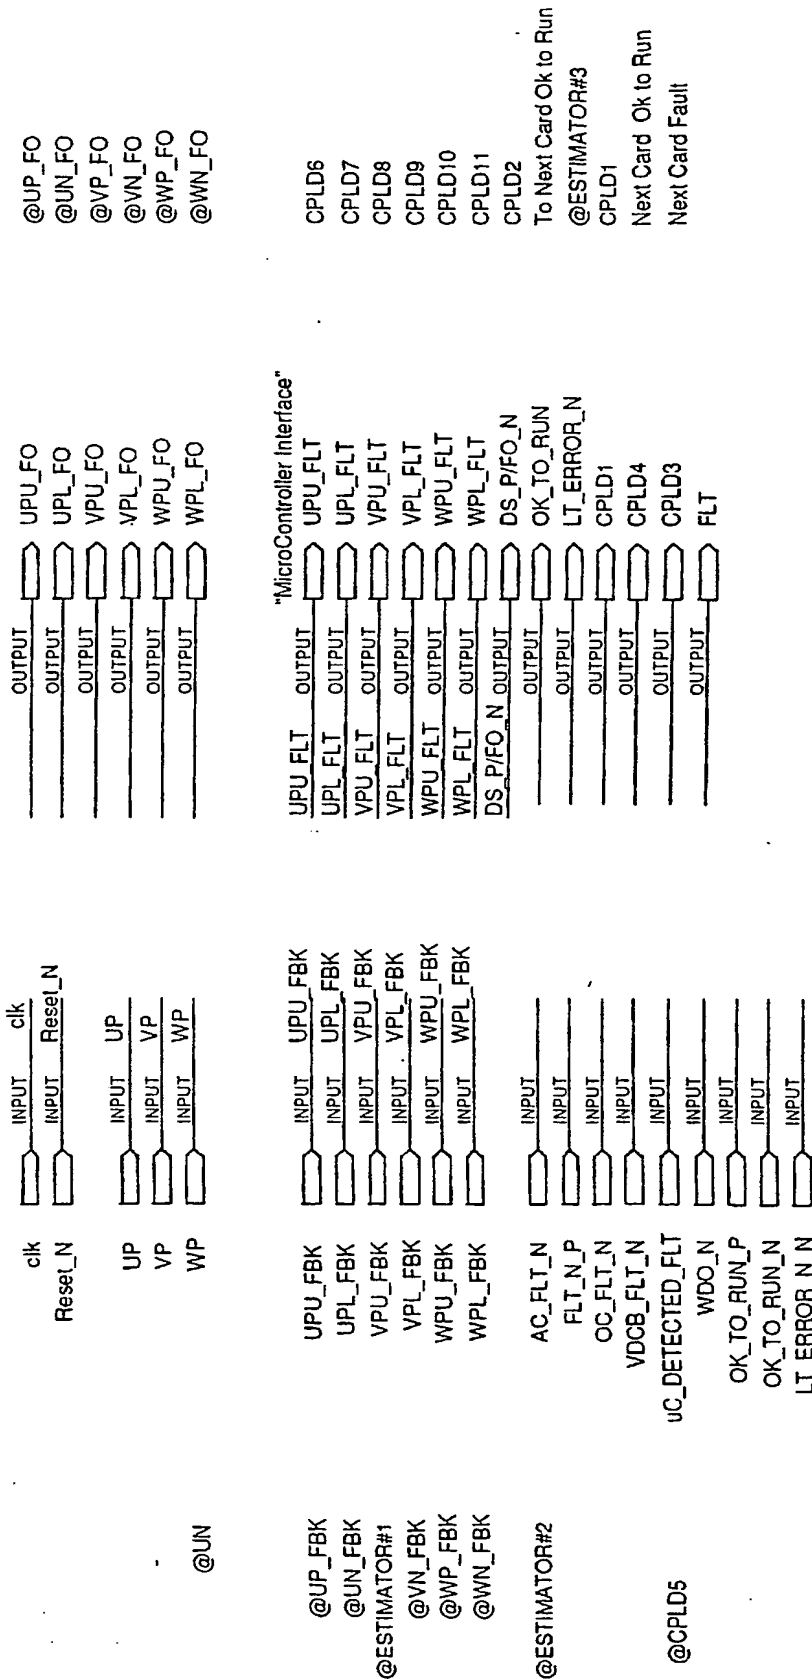 clk INPUT clk
Reset_N INPUT Reset_N
UP INPUT UP
VP INPUT VP
@UN WP INPUT WP
@UP_FBK UPU_FBK INPUT UPU_FBK
@UN_FBK UPL_FBK INPUT UPL_FBK
@ESTIMATOR#1 VPU_FBK INPUT VPU_FBK
@VN_FBK VPL_FBK INPUT VPL_FBK
@WP_FBK WPU_FBK INPUT WPU_FBK
@WN_FBK WPL_FBK INPUT WPL_FBK
@ESTIMATOR#2 AC_FLT_N INPUT
FLT_N_P INPUT
OC_FLT_N INPUT
VDCB_FLT_N INPUT
@CPLD5 uC_DETECTED_FLT INPUT
WDO_N INPUT
OK_TO_RUN_P INPUT
OK_TO_RUN_N INPUT
LT_ERROR_N_N INPUT
OUTPUT UPU_FO @UP_FO
OUTPUT UPL_FO @UN_FO
OUTPUT VPU_FO @VP_FO
OUTPUT VPL_FO @VN_FO
OUTPUT WPU_FO @WP_FO
OUTPUT WPL_FO @WN_FO
"MicroController Interface"
UPU_FLT OUTPUT UPU_FLT CPLD6
UPL_FLT OUTPUT UPL_FLT CPLD7
VPU_FLT OUTPUT VPU_FLT CPLD8
VPL_FLT OUTPUT VPL_FLT CPLD9
WPU_FLT OUTPUT WPU_FLT CPLD10
WPL_FLT OUTPUT WPL_FLT CPLD11
DS_P/FO_N OUTPUT DS_P/FO_N CPLD2
OUTPUT OK_TO_RUN To Next Card Ok to Run
OUTPUT LT_ERROR_N @ESTIMATOR#3
OUTPUT CPLD1 CPLD1
OUTPUT CPLD4 Next Card Ok to Run
OUTPUT CPLD3 Next Card Fault
OUTPUT FLT